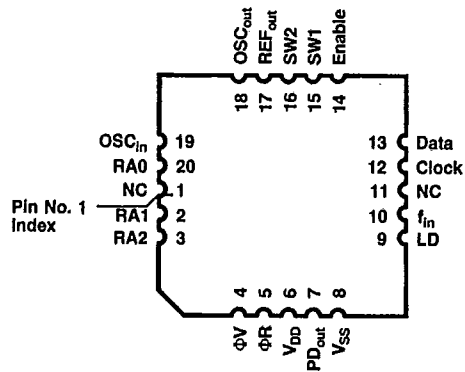 OSCout
REFout
SW2
SW1
Enable
18 17 16 15 14
OSCin 19
RA0 20
NC 1
Pin No. 1
index
RA1 2
RA2 3
13 Data
12 Clock
11 NC
10 fin
9 LD
4 5 6 7 8
ΦV
ΦR
VDD
PDout
VSS